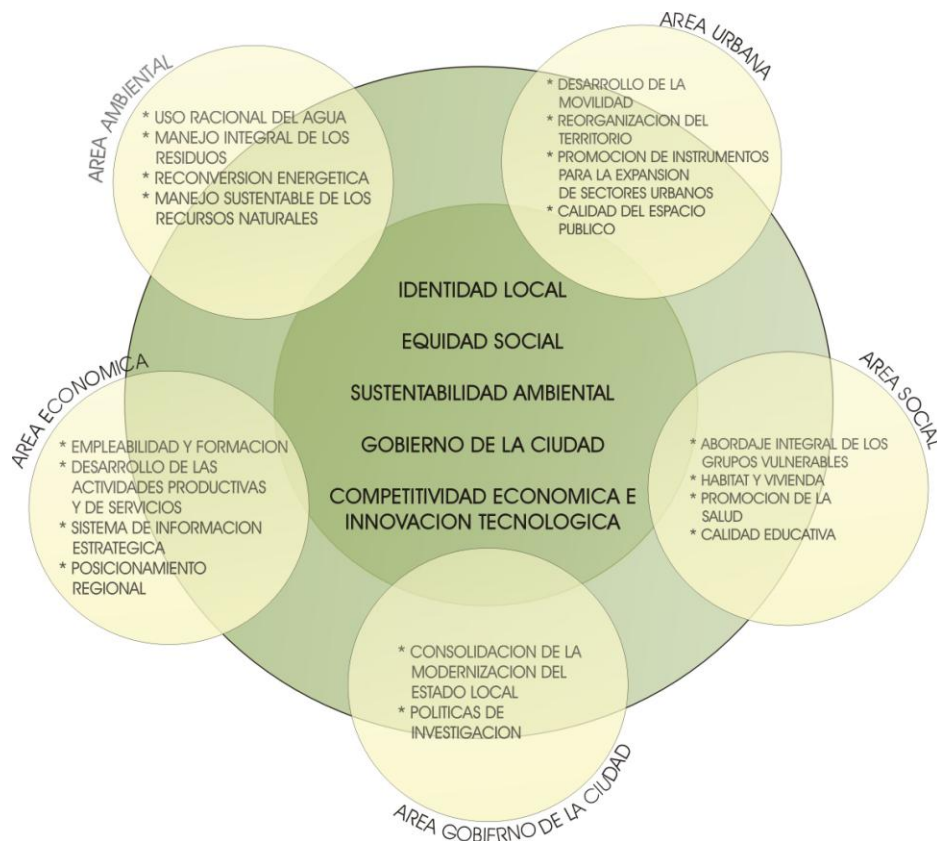 AREA AMBIENTAL
* USO RACIONAL DEL AGUA
* MANEJO INTEGRAL DE LOS
RESIDUOS
* RECONVERSION ENERGETICA
* MANEJO SUSTENTABLE DE LOS
RECURSOS NATURALES
AREA URBANA
* DESARROLLO DE LA
MOVILIDAD
* REORGANIZACION DEL
TERRITORIO
* PROMOCION DE INSTRUMENTOS
PARA LA EXPANSION
DE SECTORES URBANOS
* CALIDAD DEL ESPACIO
PUBLICO
IDENTIDAD LOCAL
EQUIDAD SOCIAL
SUSTENTABILIDAD AMBIENTAL
GOBIERNO DE LA CIUDAD
COMPETITIVIDAD ECONOMICA E
INNOVACION TECNOLOGICA
AREA ECONOMICA
* EMPLEABILIDAD Y FORMACION
* DESARROLLO DE LAS
ACTIVIDADES PRODUCTIVAS
Y DE SERVICIOS
* SISTEMA DE INFORMACION
ESTRATEGICA
* POSICIONAMIENTO
REGIONAL
AREA SOCIAL
* ABORDAJE INTEGRAL DE LOS
GRUPOS VULNERABLES
* HABITAT Y VIVIENDA
* PROMOCION DE LA
SALUD
* CALIDAD EDUCATIVA
* CONSOLIDACION DE LA
MODERNIZACION DEL
ESTADO LOCAL
* POLITICAS DE
INVESTIGACION
AREA GOBIERNO DE LA CIUDAD